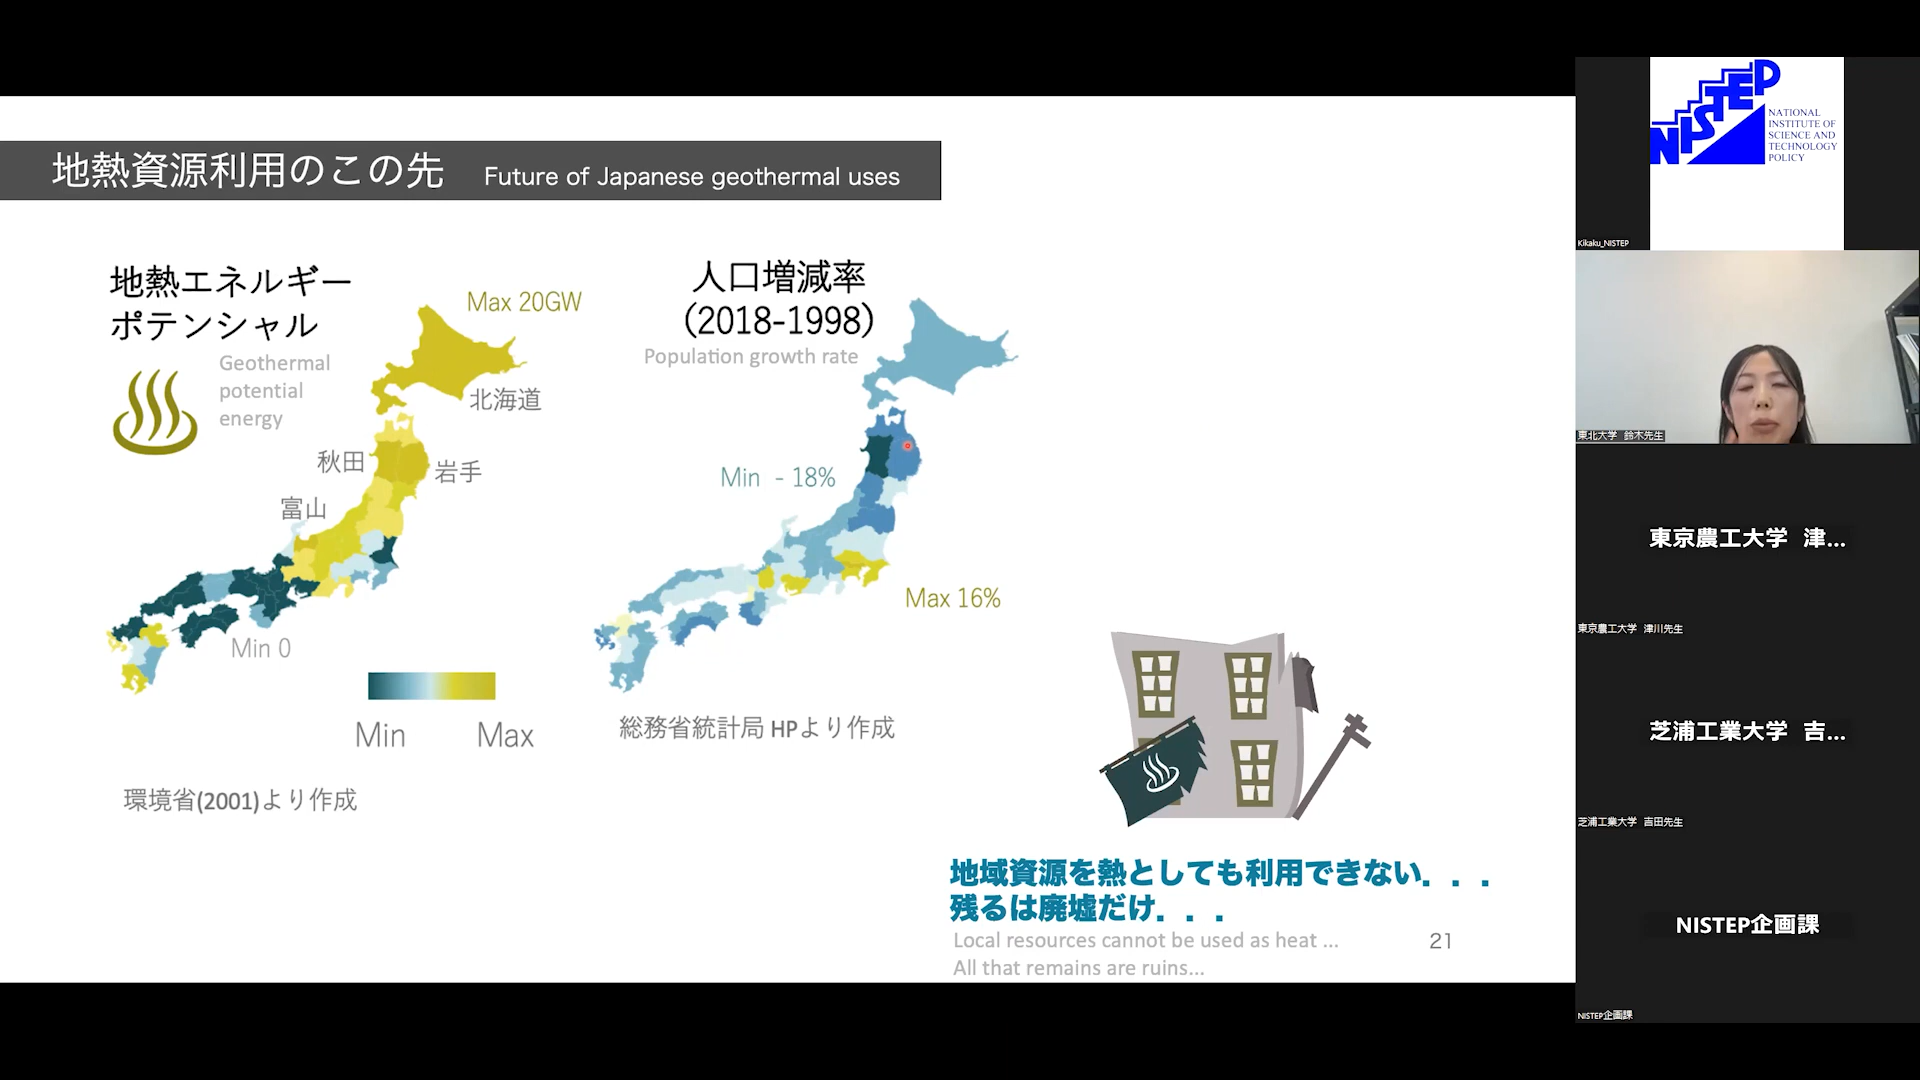 地熱資源利用のこの先 Future of Japanese geothermal uses
地熱エネルギー
ポテンシャル
Geothermal
potential
energy
Max 20GW
北海道
秋田
岩手
富山
Min 0
Min Max
環境省(2001)より作成
人口増減率
(2018-1998)
Population growth rate
Min - 18%
Max 16%
総務省統計局 HPより作成
地域資源を熱としても利用できない...
残るは廃墟だけ...
Local resources cannot be used as heat ...
All that remains are ruins...
21
NISTEP
NATIONAL
INSTITUTE OF
SCIENCE AND
TECHNOLOGY
POLICY
Kikaku_NISTEP
東北大学 鈴木先生
東京農工大学 津...
東京農工大学 津川先生
芝浦工業大学 吉...
芝浦工業大学 吉田先生
NISTEP企画課
NISTEP企画課